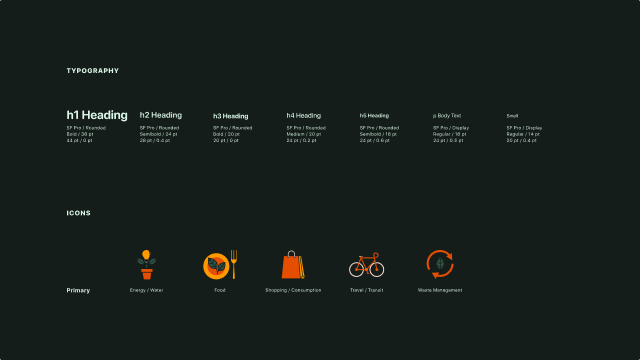 TYPOGRAPHY
h1 Heading
SF Pro / Rounded
Bold / 36 pt
44 pt / 0 pt
h2 Heading
SF Pro / Rounded
Semibold / 24 pt
28 pt / 0.4 pt
h3 Heading
SF Pro / Rounded
Bold / 20 pt
20 pt / 0 pt
h4 Heading
SF Pro / Rounded
Medium / 20 pt
24 pt / 0.2 pt
h5 Heading
SF Pro / Rounded
Semibold / 16 pt
24 pt / 0.6 pt
p Body Text
SF Pro / Display
Regular / 16 pt
24 pt / 0.5 pt
Small
SF Pro / Display
Regular / 14 pt
20 pt / 0.4 pt
ICONS
Primary
Energy / Water
Food
Shopping / Consumption
Travel / Transit
Waste Management